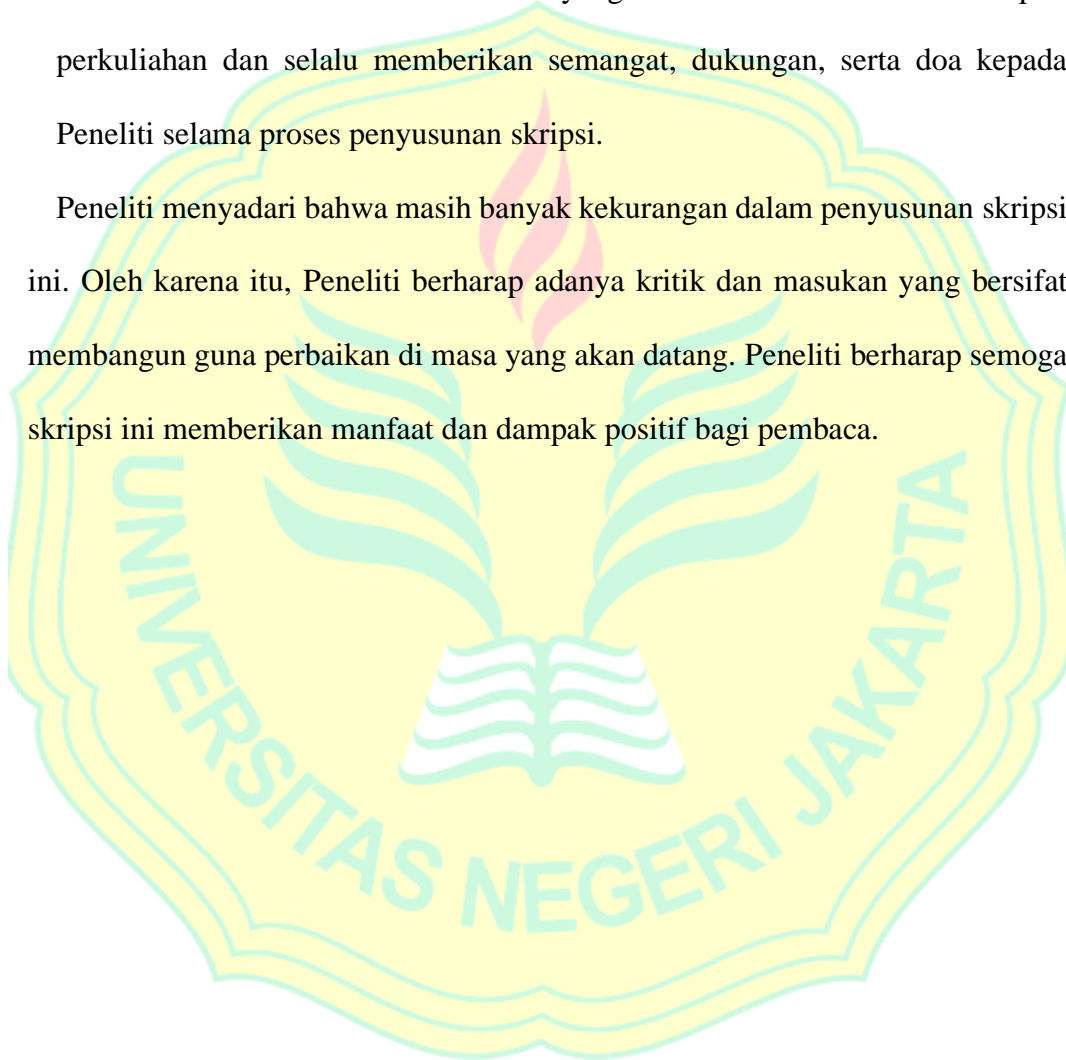 perkuliahan dan selalu memberikan semangat, dukungan, serta doa kepada
Peneliti selama proses penyusunan skripsi.
Peneliti menyadari bahwa masih banyak kekurangan dalam penyusunan skripsi
ini. Oleh karena itu, Peneliti berharap adanya kritik dan masukan yang bersifat
membangun guna perbaikan di masa yang akan datang. Peneliti berharap semoga
skripsi ini memberikan manfaat dan dampak positif bagi pembaca.
UNIVERSITAS NEGERI JAKARTA